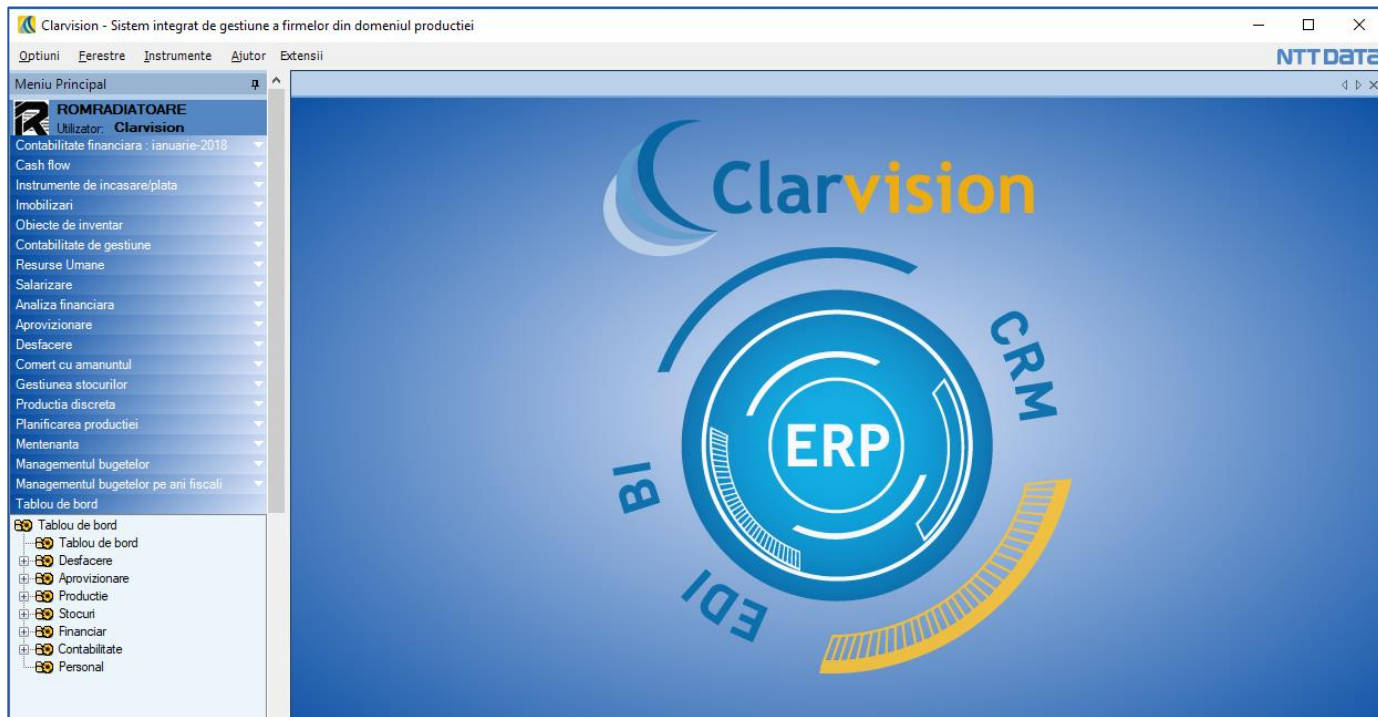 Clarvision - Sistem integrat de gestiune a firmelor din domeniul productiei
Optiuni Ferestre Instrumente Ajutor Extensii
NTT DATA
Meniu Principal
ROMRADIATOARE
Utilizator: Clarvision
Contabilitate financiara : ianuarie-2018
Cash flow
Instrumente de incasare/plata
Imobilizari
Obiecte de inventar
Contabilitate de gestiune
Resurse Umane
Salarizare
Analiza financiara
Aprovizionare
Desfacere
Comert cu amanuntul
Gestiunea stocurilor
Productia discreta
Planificarea productiei
Mentenanta
Managementul bugetelor
Managementul bugetelor pe ani fiscali
Tablou de bord
Tablou de bord
Tablou de bord
Desfacere
Aprovizionare
Productie
Stocuri
Financiar
Contabilitate
Personal
Clarvision
CRM
ERP
BI
EDI